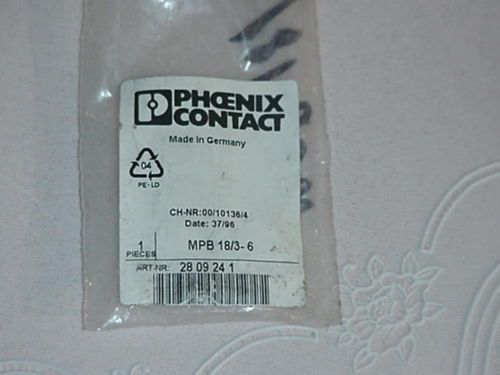 PHŒNIX
CONTACT
Made in Germany
04
PE-LD
CH-NR:00/10136/4
Date: 37/96
1 MPB 18/3-6
PIECES
ART-NR: 28 09 24 1